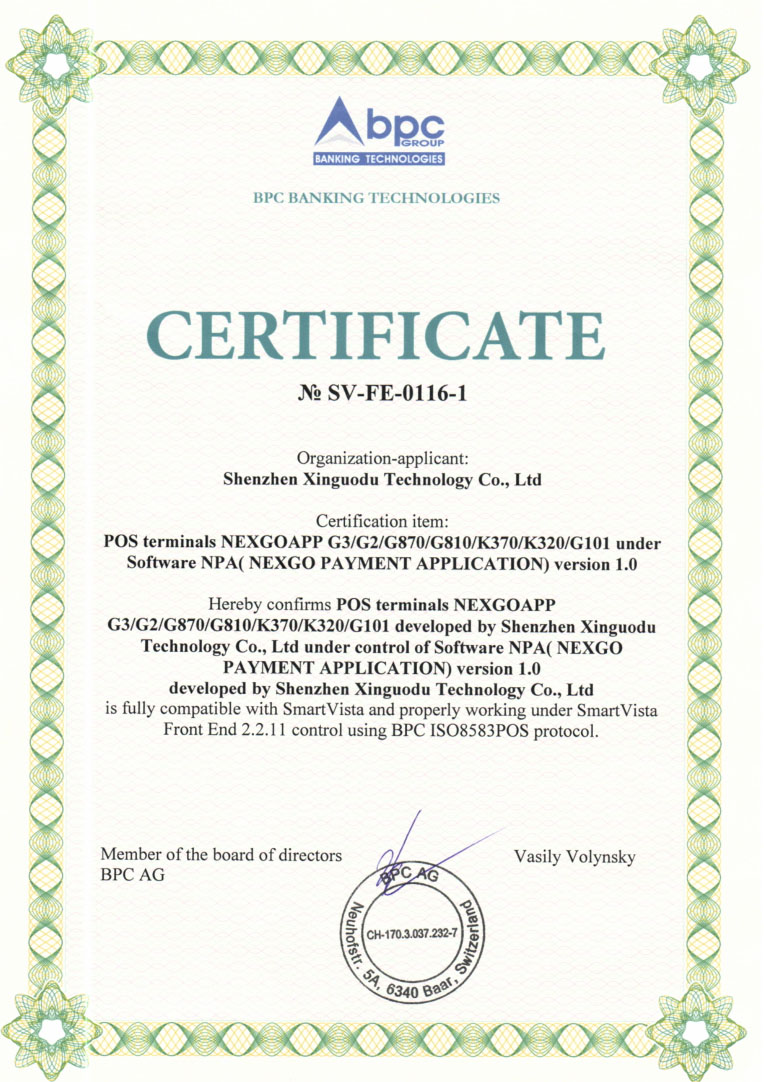 bpc
GROUP
BANKING TECHNOLOGIES
BPC BANKING TECHNOLOGIES
CERTIFICATE
№ SV-FE-0116-1
Organization-applicant:
Shenzhen Xinguodu Technology Co., Ltd
Certification item:
POS terminals NEXGOAPP G3/G2/G870/G810/K370/K320/G101 under
Software NPA( NEXGO PAYMENT APPLICATION) version 1.0
Hereby confirms POS terminals NEXGOAPP
G3/G2/G870/G810/K370/K320/G101 developed by Shenzhen Xinguodu
Technology Co., Ltd under control of Software NPA( NEXGO
PAYMENT APPLICATION) version 1.0
developed by Shenzhen Xinguodu Technology Co., Ltd
is fully compatible with SmartVista and properly working under SmartVista
Front End 2.2.11 control using BPC ISO8583POS protocol.
Member of the board of directors
BPC AG
Vasily Volynsky
BPC AG
CH-170.3.037.232-7
Neuhofstr. 5A, 6340 Baar, Switzerland